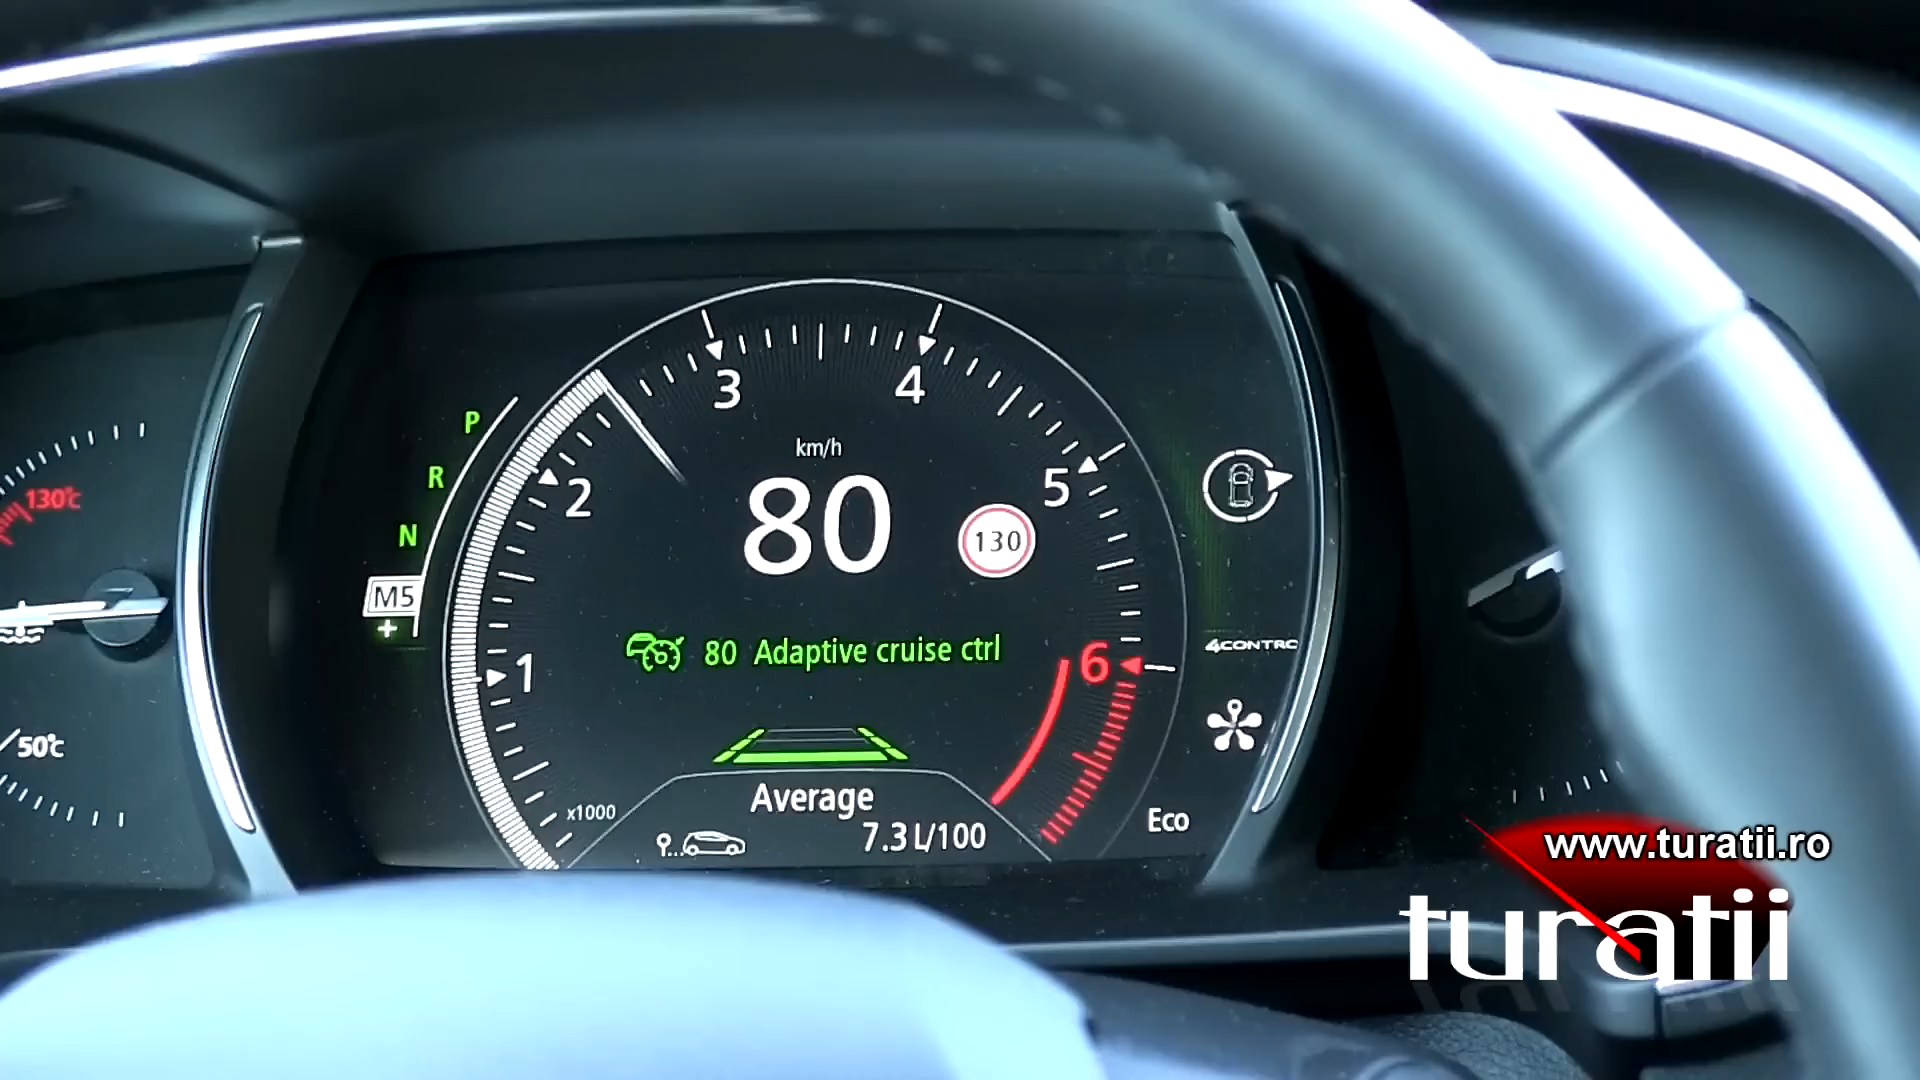 P
R
N
M5
+
130°c
50°c
1
2
3
4
5
6
km/h
80
130
80 Adaptive cruise ctrl
x1000
Average
7.3 L/100
4CONTRC
Eco
www.turatii.ro
turatii